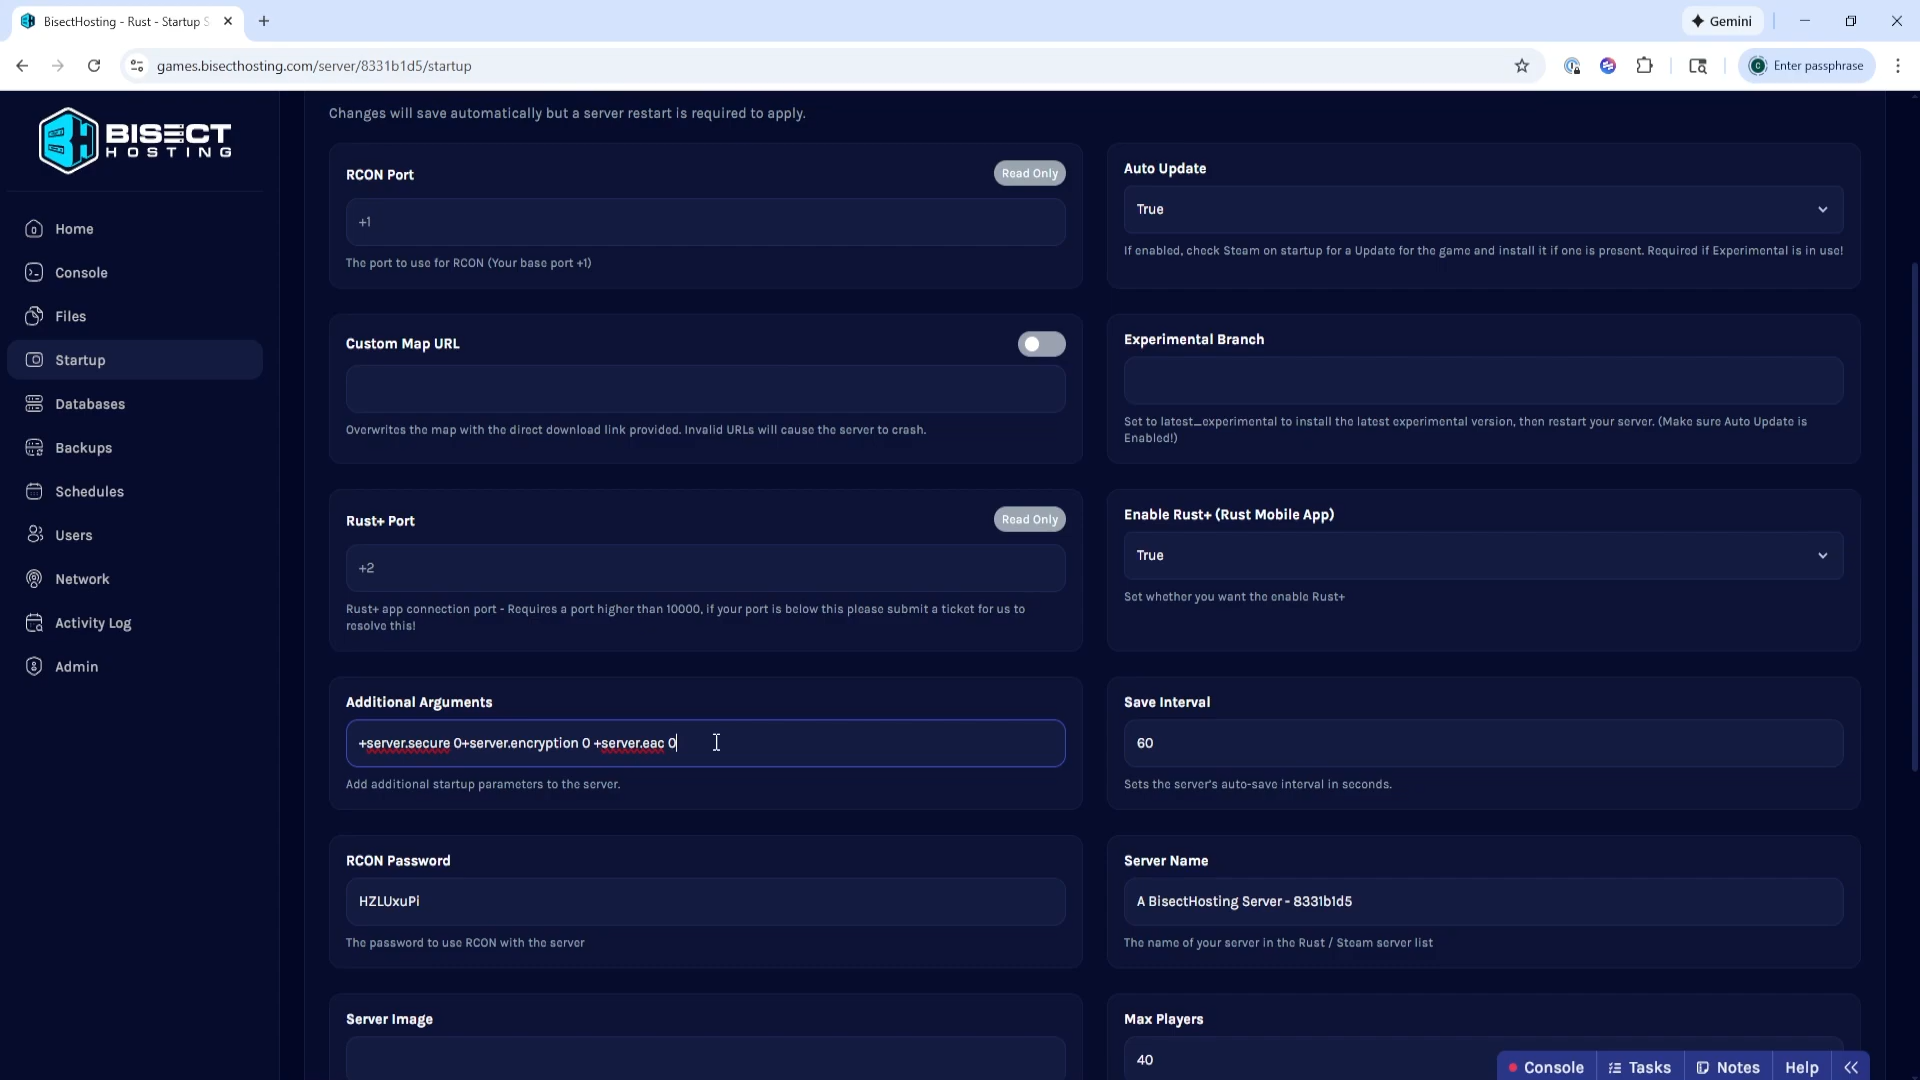 BisectHosting - Rust - Startup S
Gemini
games.bisecthosting.com/server/8331b1d5/startup
Enter passphrase
BISECT
HOSTING
Home
Console
Files
Startup
Databases
Backups
Schedules
Users
Network
Activity Log
Admin
Changes will save automatically but a server restart is required to apply.
RCON Port
Read Only
+1
The port to use for RCON (Your base port +1)
Auto Update
True
If enabled, check Steam on startup for a Update for the game and install it if one is present. Required if Experimental is in use!
Custom Map URL
Overwrites the map with the direct download link provided. Invalid URLs will cause the server to crash.
Experimental Branch
Set to latest_experimental to install the latest experimental version, then restart your server. (Make sure Auto Update is
Enabled!)
Rust+ Port
Read Only
+2
Rust+ app connection port - Requires a port higher than 10000, if your port is below this please submit a ticket for us to
resolve this!
Enable Rust+ (Rust Mobile App)
True
Set whether you want the enable Rust+
Additional Arguments
+server.secure 0+server.encryption 0 +server.eac 0
Add additional startup parameters to the server.
Save Interval
60
Sets the server's auto-save interval in seconds.
RCON Password
HZLUxuPi
The password to use RCON with the server
Server Name
A BisectHosting Server - 8331b1d5
The name of your server in the Rust / Steam server list
Server Image
Max Players
40
Console
Tasks
Notes
Help